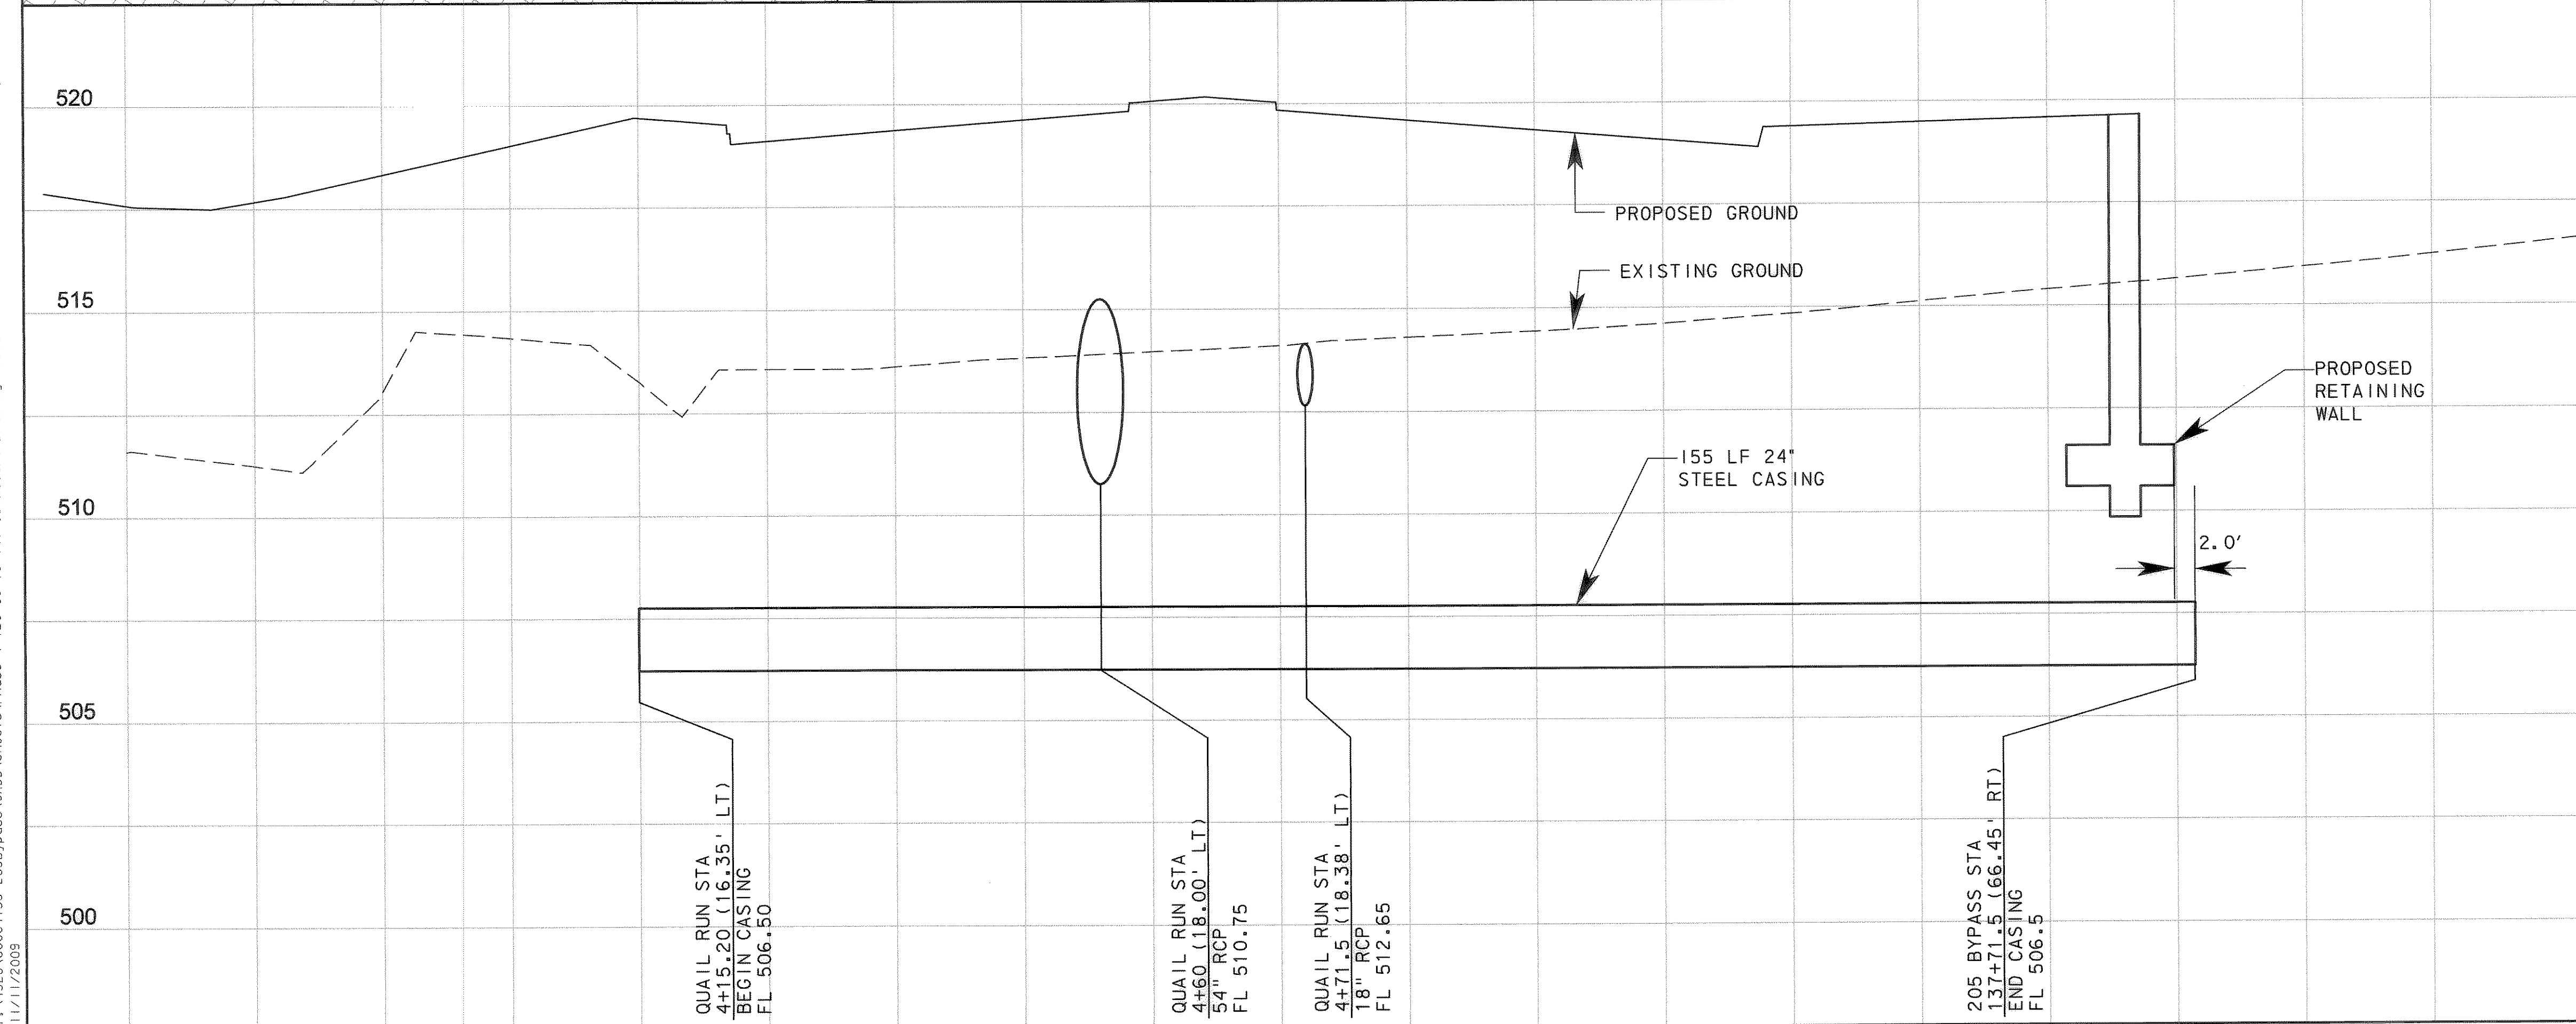 520
515
510
505
500
PROPOSED GROUND
EXISTING GROUND
PROPOSED
RETAINING
WALL
155 LF 24"
STEEL CASING
2.0'
QUAIL RUN STA
4+15.20 (16.35' LT)
BEGIN CASING
FL 506.50
QUAIL RUN STA
4+60 (18.00' LT)
54" RCP
FL 510.75
QUAIL RUN STA
4+71.5 (18.38' LT)
18" RCP
FL 512.65
205 BYPASS STA
137+71.5 (66.45' RT)
END CASING
FL 506.5
11/11/2009